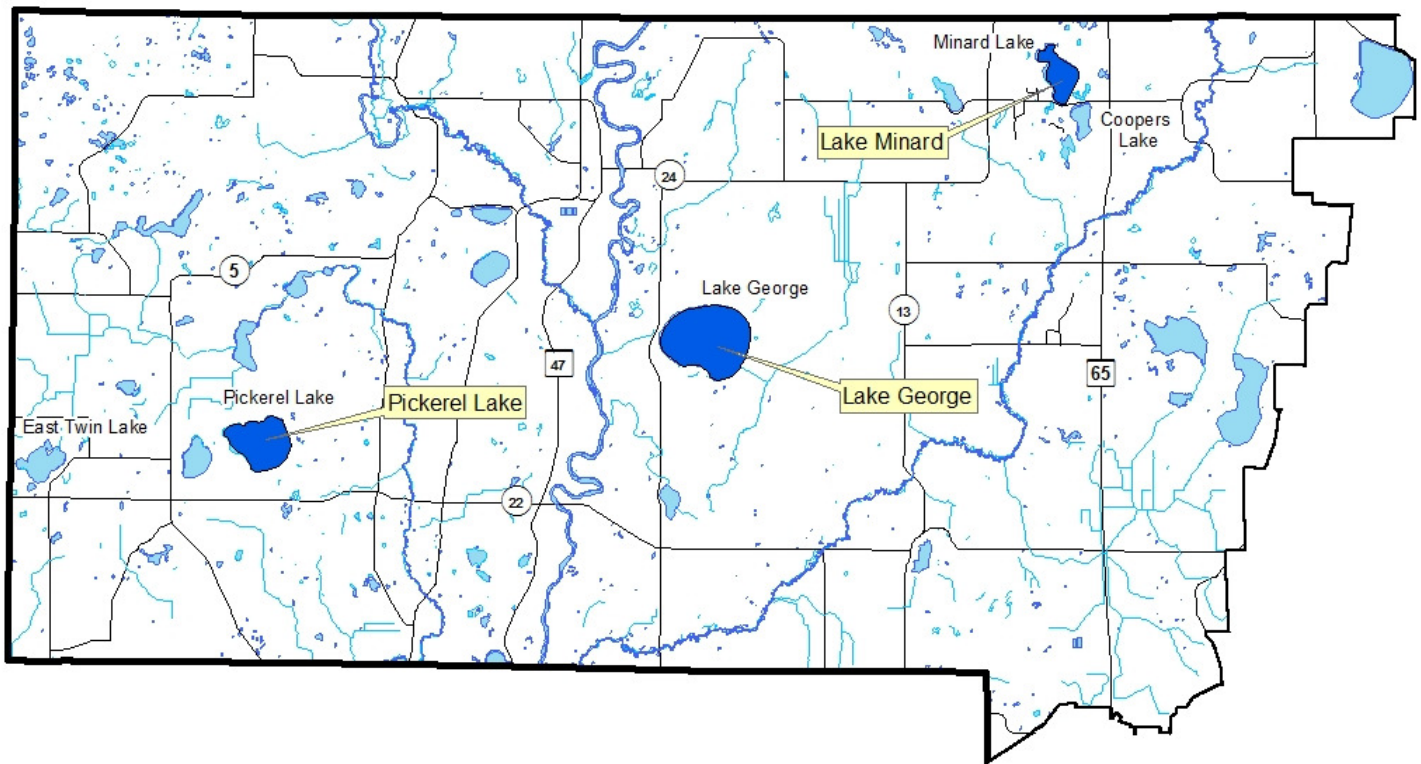 Minard Lake
Lake Minard
Coopers
Lake
24
5
Lake George
13
47
65
Pickerel Lake
Pickerel Lake
Lake George
East Twin Lake
22